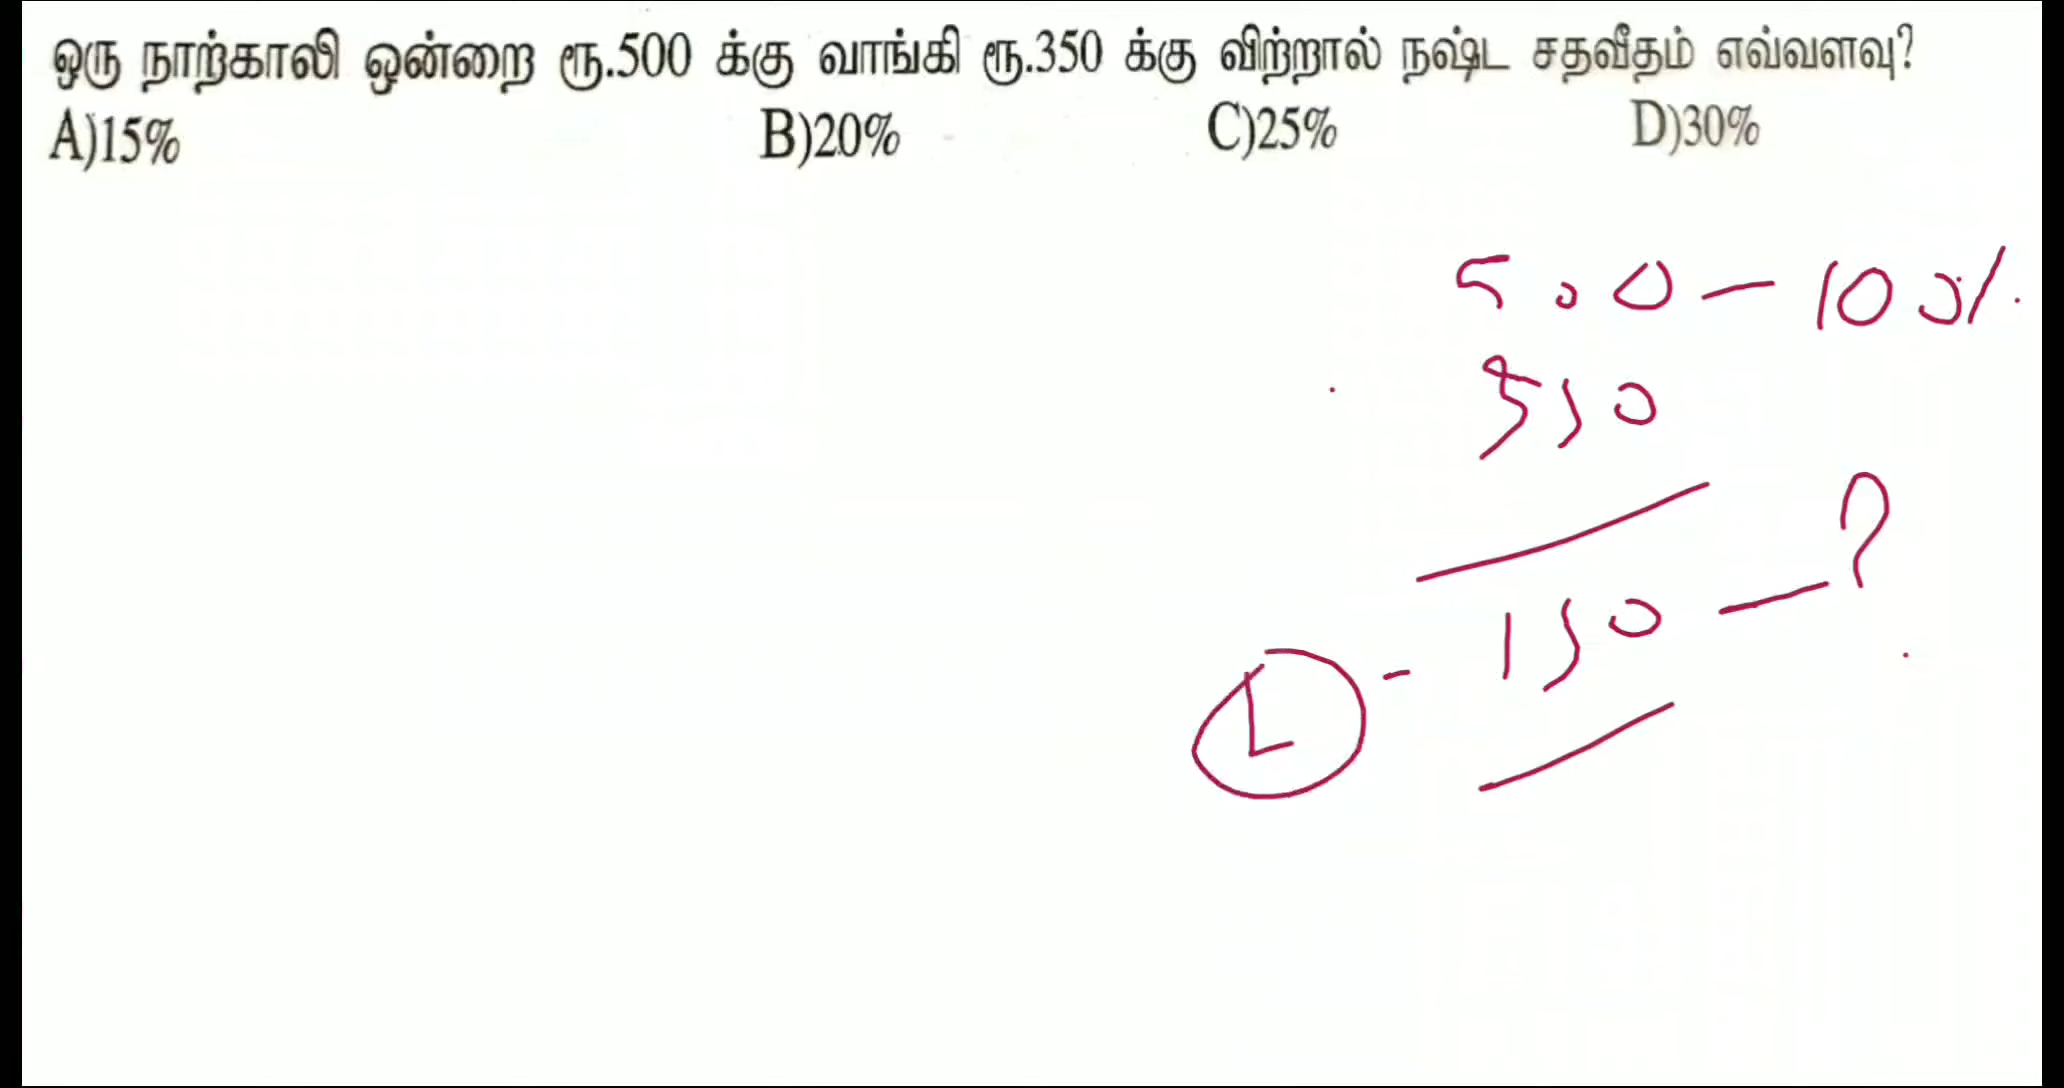 ஒரு நாற்காலி ஒன்றை ரூ.500 க்கு வாங்கி ரூ.350 க்கு விற்றால் நஷ்ட சதவீதம் எவ்வளவு?
A)15% B)20% C)25% D)30%
500 - 100%
350
L - 150 - ?